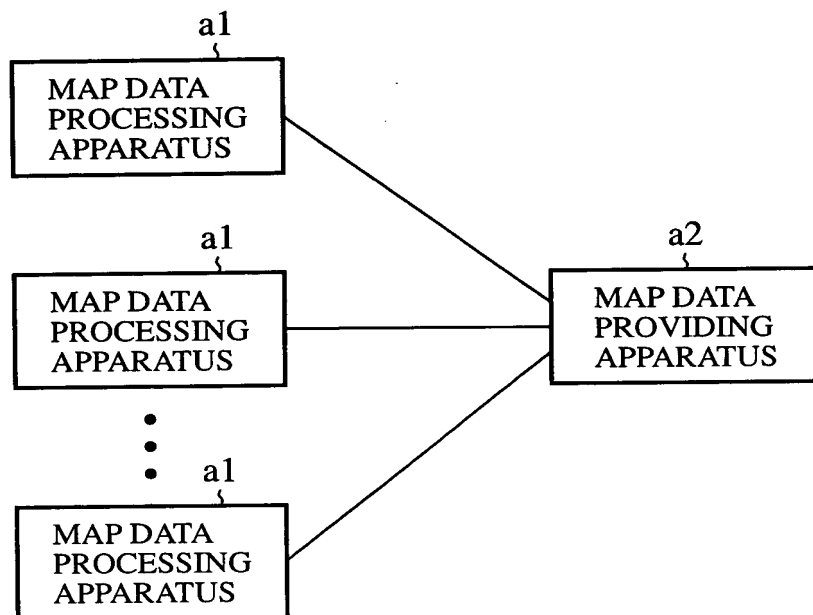 a1
MAP DATA
PROCESSING
APPARATUS
a1
MAP DATA
PROCESSING
APPARATUS
a2
MAP DATA
PROVIDING
APPARATUS
a1
MAP DATA
PROCESSING
APPARATUS